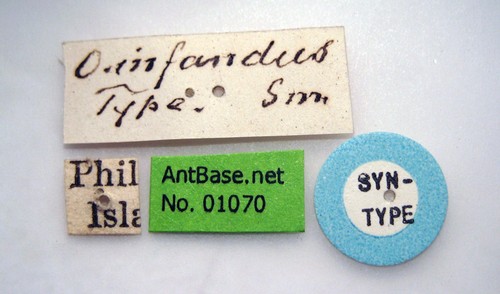 O. infandus
Type. Sm.
Phil
Isla
AntBase.net
No. 01070
SYN-
TYPE